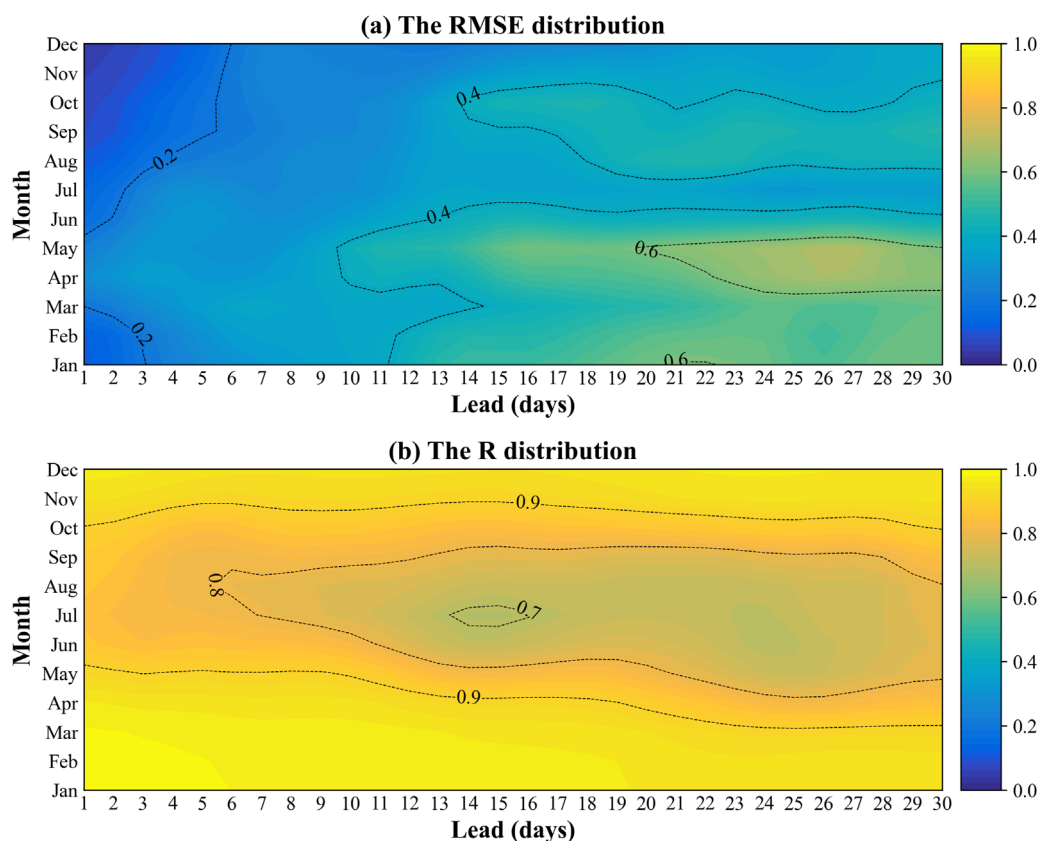 (a) The RMSE distribution
Dec
Nov
Oct
Sep
Aug
Jul
Jun
May
Apr
Mar
Feb
Jan
Month
0.2
0.2
0.4
0.4
0.6
0.6
1 2 3 4 5 6 7 8 9 10 11 12 13 14 15 16 17 18 19 20 21 22 23 24 25 26 27 28 29 30
Lead (days)
1.0
0.8
0.6
0.4
0.2
0.0
(b) The R distribution
Dec
Nov
Oct
Sep
Aug
Jul
Jun
May
Apr
Mar
Feb
Jan
Month
0.9
0.8
0.7
0.9
1 2 3 4 5 6 7 8 9 10 11 12 13 14 15 16 17 18 19 20 21 22 23 24 25 26 27 28 29 30
Lead (days)
1.0
0.8
0.6
0.4
0.2
0.0